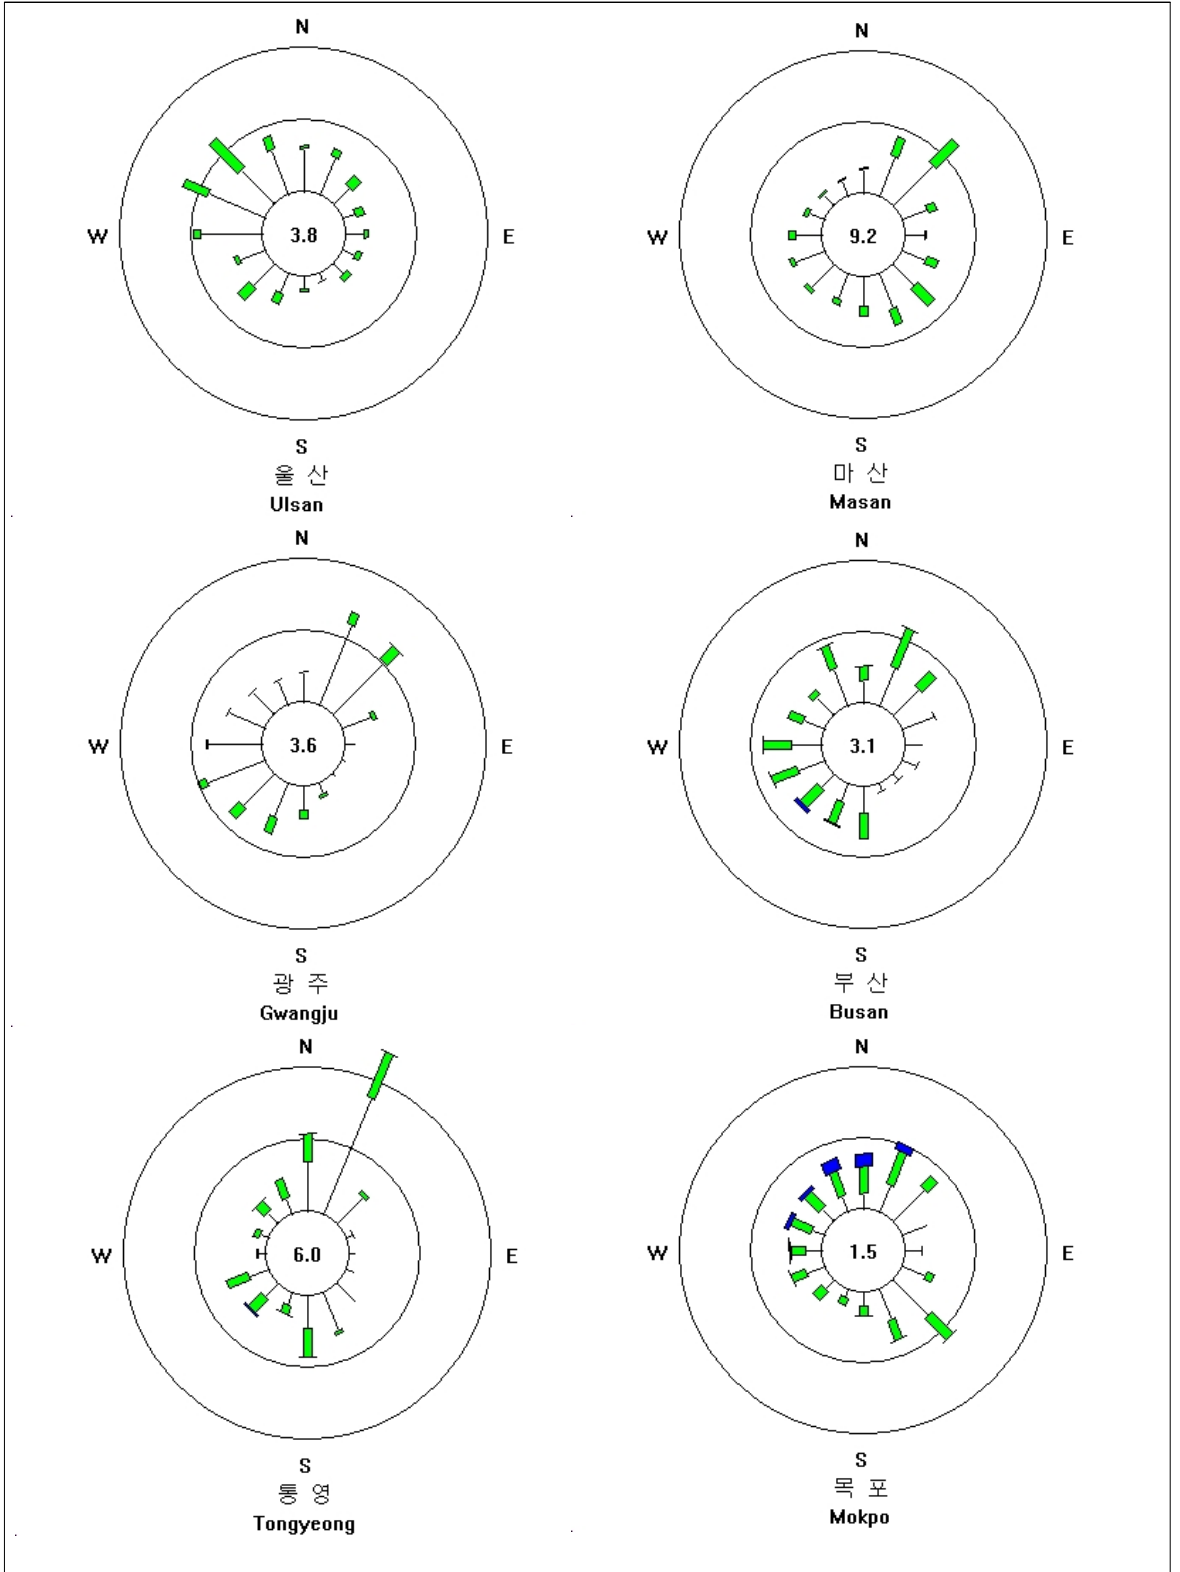 N
W
3.8
E
S
울 산
Ulsan
N
W
9.2
E
S
마 산
Masan
N
W
3.6
E
S
광 주
Gwangju
N
W
3.1
E
S
부 산
Busan
N
W
6.0
E
S
통 영
Tongyeong
N
W
1.5
E
S
목 포
Mokpo